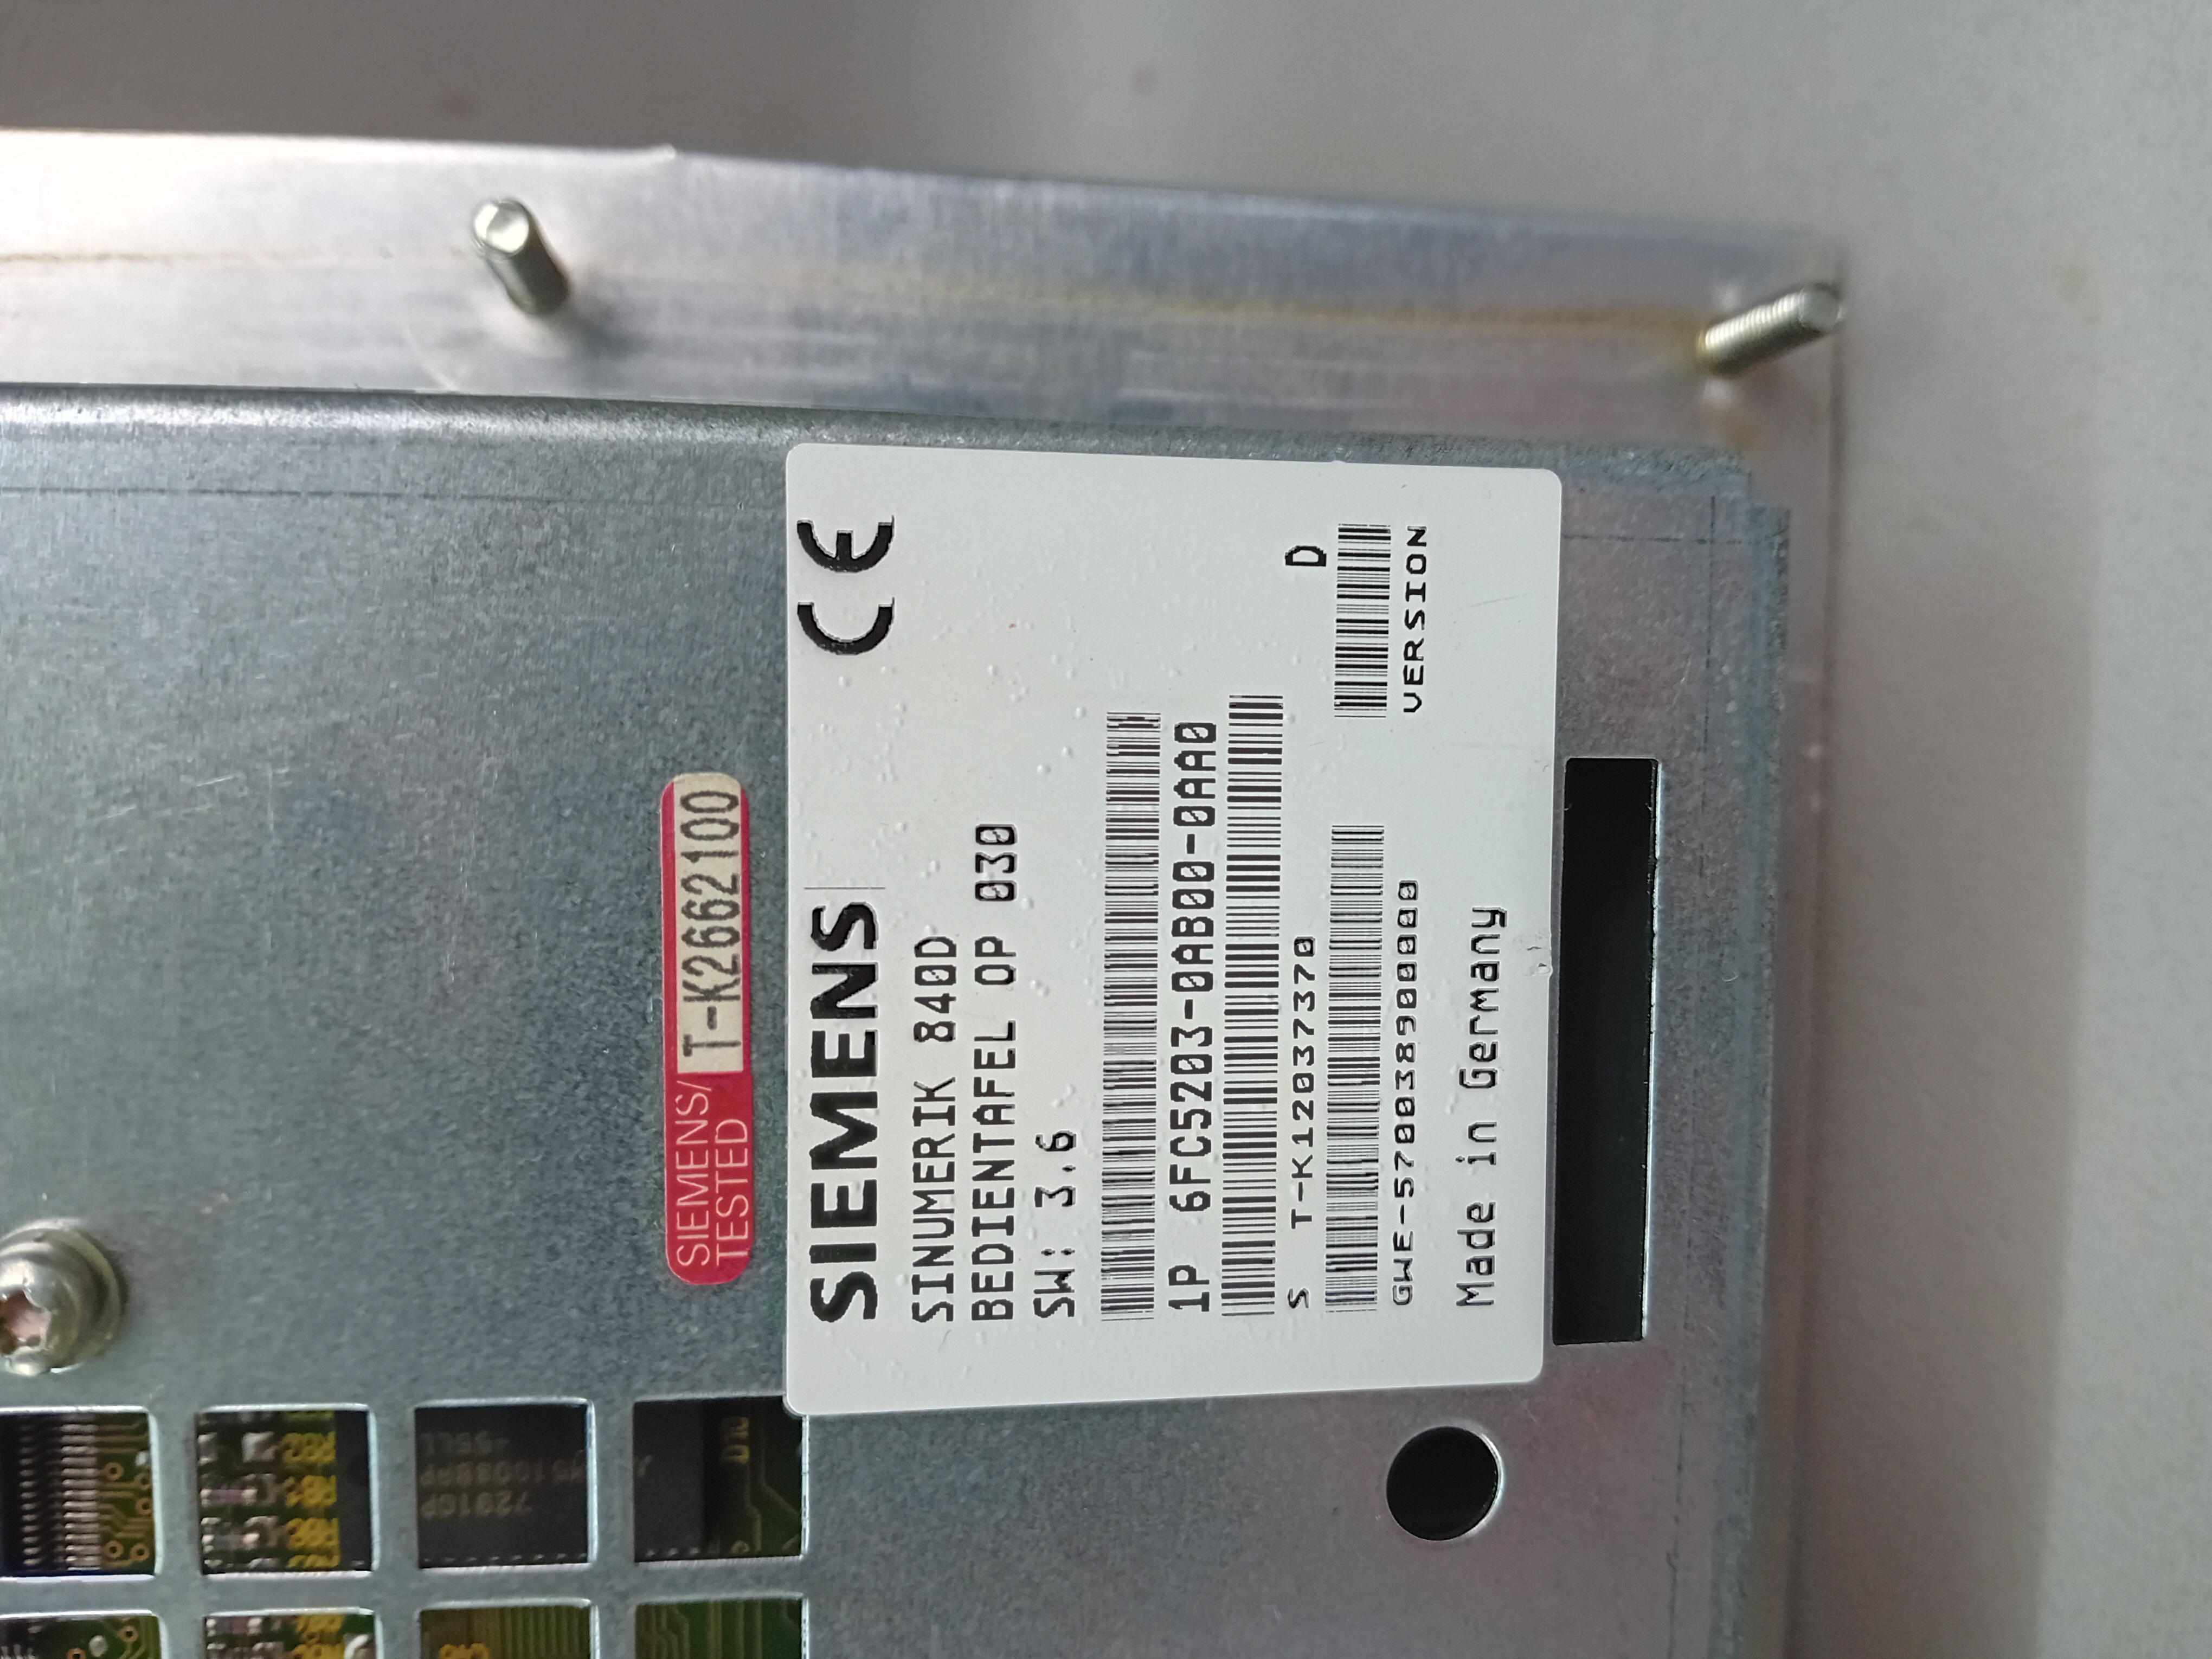 SIEMENS/
TESTED
T-K2662100
SIEMENS
CE
SINUMERIK 840D
BEDIENTAFEL OP 030
SW: 3.6
1P 6FC5203-0AB00-0AA0
S T-K12037370
D
GWE-570038900000
VERSION
Made in Germany